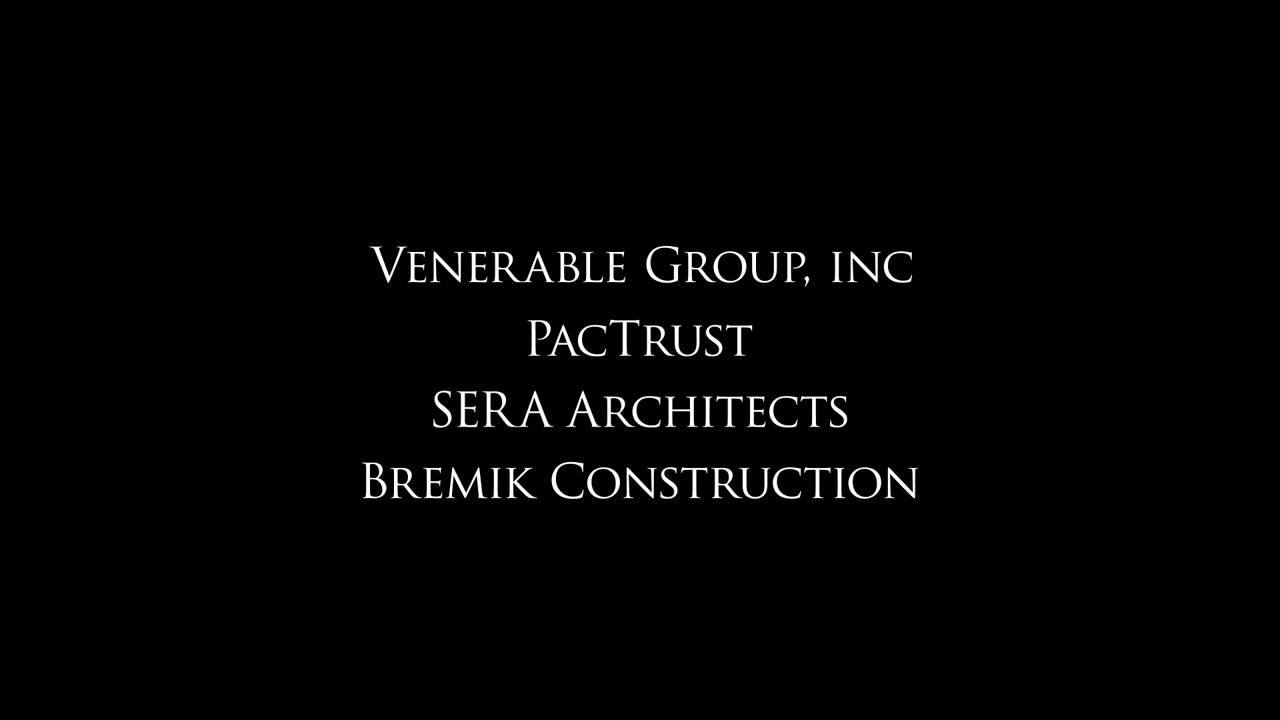 Venerable Group, inc
PacTrust
SERA Architects
Bremik Construction